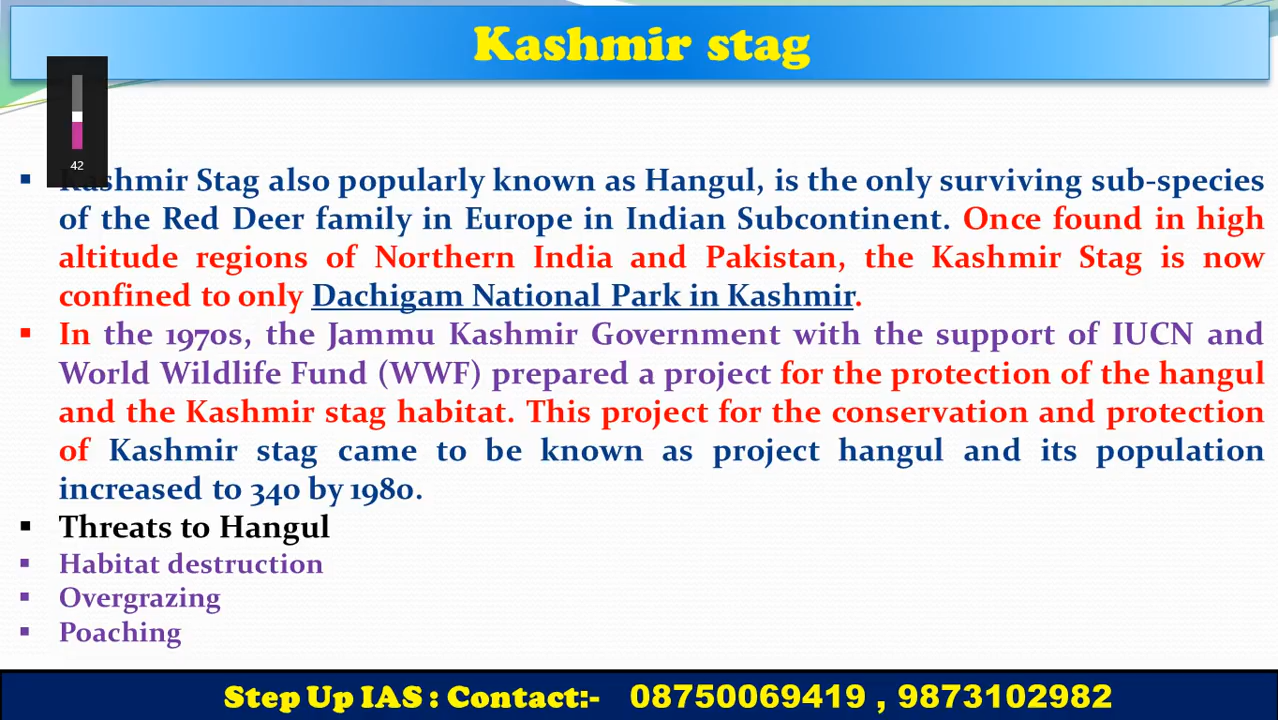 Kashmir stag
42
Kashmir Stag also popularly known as Hangul, is the only surviving sub-species
of the Red Deer family in Europe in Indian Subcontinent. Once found in high
altitude regions of Northern India and Pakistan, the Kashmir Stag is now
confined to only Dachigam National Park in Kashmir.
In the 1970s, the Jammu Kashmir Government with the support of IUCN and
World Wildlife Fund (WWF) prepared a project for the protection of the hangul
and the Kashmir stag habitat. This project for the conservation and protection
of Kashmir stag came to be known as project hangul and its population
increased to 340 by 1980.
Threats to Hangul
Habitat destruction
Overgrazing
Poaching
Step Up IAS : Contact:- 08750069419 , 9873102982